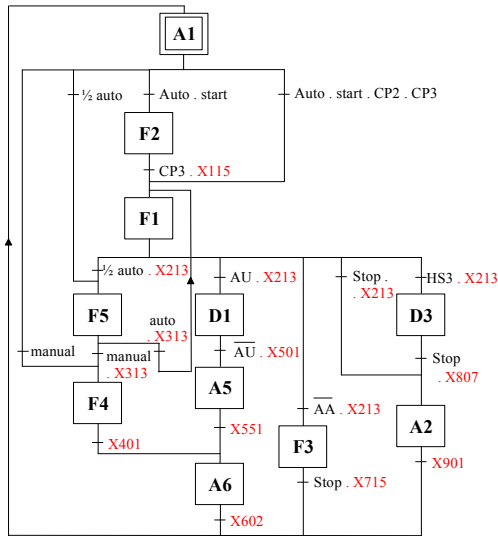 A1
½ auto
Auto . start
Auto . start . CP2 . CP3
F2
CP3 . X115
F1
½ auto . X213
AU . X213
Stop .
. X213
HS3 . X213
F5
D1
D3
auto
. X313
manual
manual
. X313
A̅U̅ . X501
Stop
. X807
F4
A5
A̅A̅ . X213
A2
X401
X551
F3
X901
A6
Stop . X715
X602